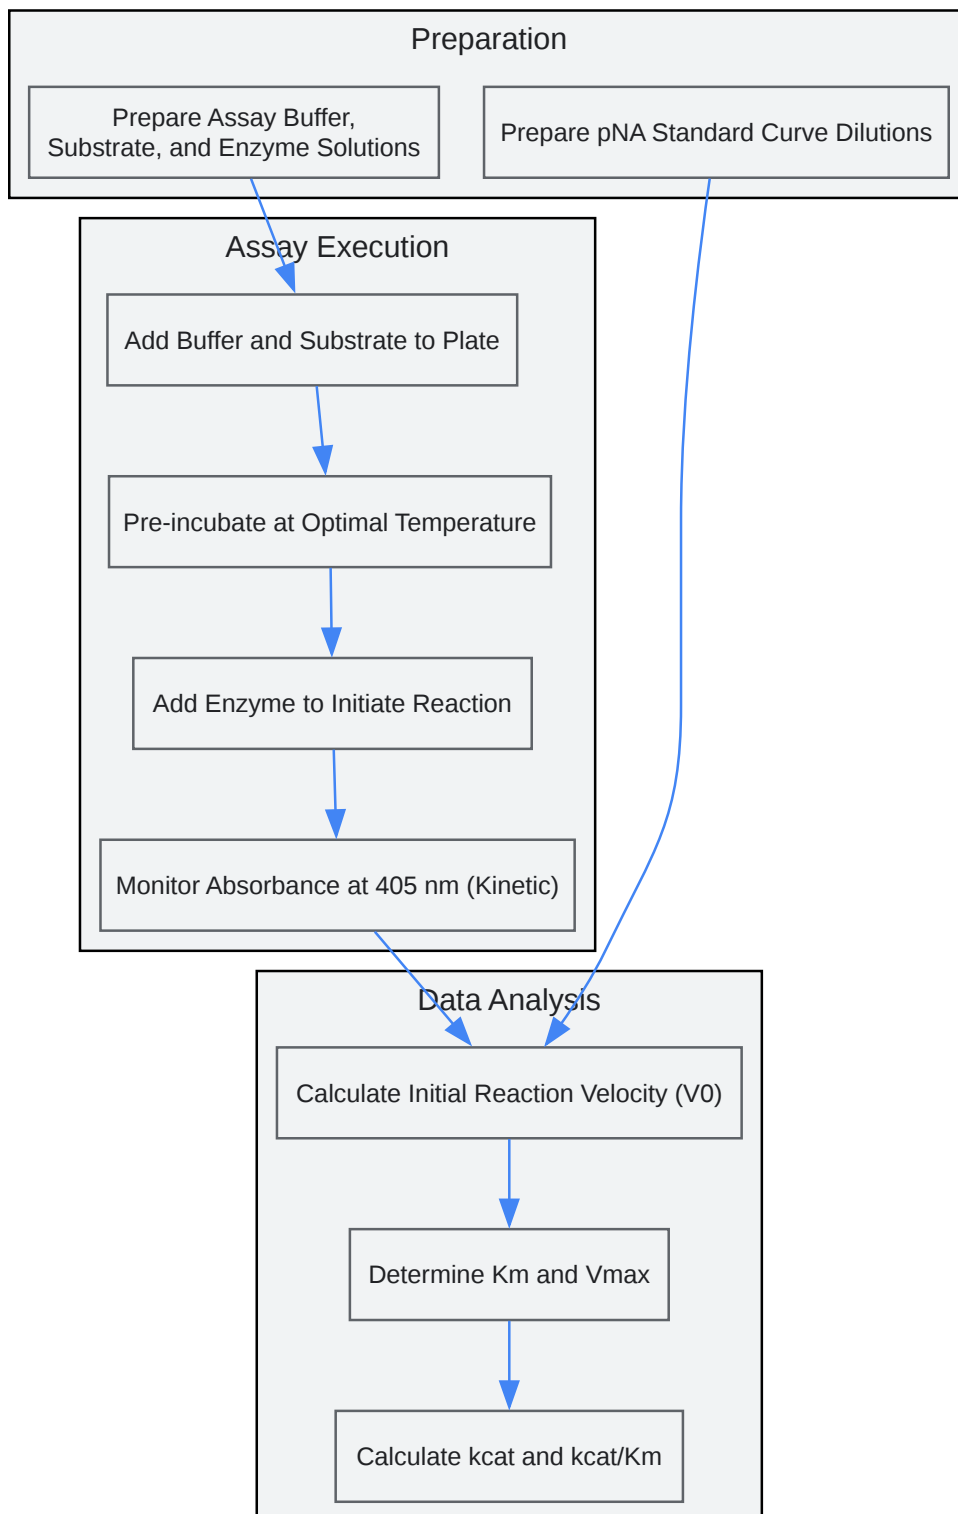 Preparation
Prepare Assay Buffer,
Substrate, and Enzyme Solutions
Prepare pNA Standard Curve Dilutions
Assay Execution
Add Buffer and Substrate to Plate
Pre-incubate at Optimal Temperature
Add Enzyme to Initiate Reaction
Monitor Absorbance at 405 nm (Kinetic)
Data Analysis
Calculate Initial Reaction Velocity (V0)
Determine Km and Vmax
Calculate kcat and kcat/Km